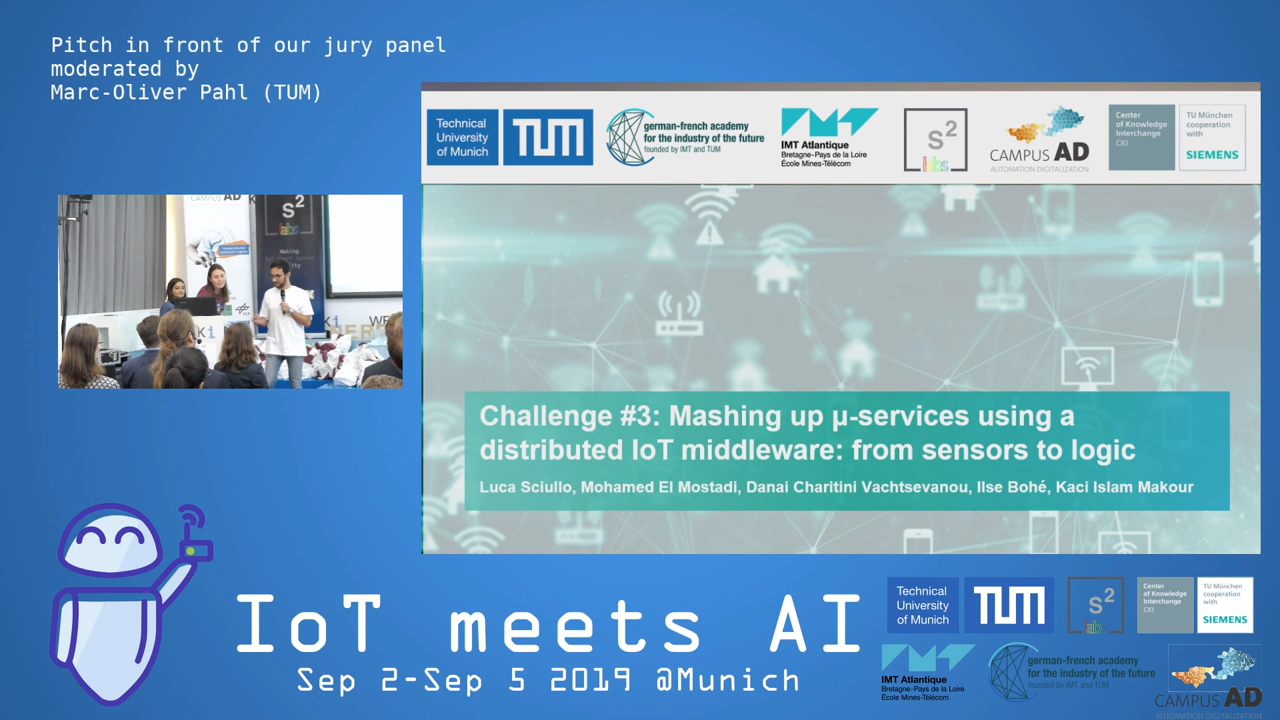 Pitch in front of our jury panel
moderated by
Marc-Oliver Pahl (TUM)
Technical
University
of Munich
TUM
german-french academy
for the industry of the future
founded by IMT and TUM
IMT Atlantique
Bretagne-Pays de la Loire
École Mines-Télécom
S2
labs
CAMPUS AD
AUTOMATION DIGITALIZATION
Center
of Knowledge
Interchange
CKI
TU München
cooperation
with
SIEMENS
CAMPUS AD
S2
labs
Making
Challenge #3: Mashing up µ-services using a
distributed IoT middleware: from sensors to logic
Luca Sciullo, Mohamed El Mostadi, Danai Charitini Vachtsevanou, Ilse Bohé, Kaci Islam Makour
IoT meets AI
Sep 2-Sep 5 2019 @Munich
Technical
University
of Munich
TUM
S2
lab
Center
of Knowledge
Interchange
CKI
TU München
cooperation
with
SIEMENS
IMT Atlantique
Bretagne-Pays de la Loire
École Mines-Télécom
german-french academy
for the industry of the future
founded by IMT and TUM
CAMPUS AD
AUTOMATION DIGITALIZATION